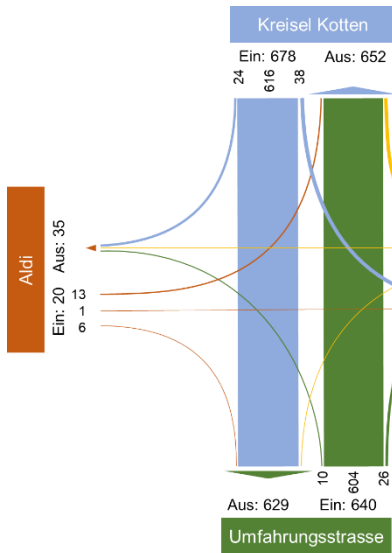 Kreisel Kotten
Ein: 678 Aus: 652
24 616 38
Aldi
Aus: 35
Ein: 20
13
1
6
10 604 26
Aus: 629 Ein: 640
Umfahrungsstrasse